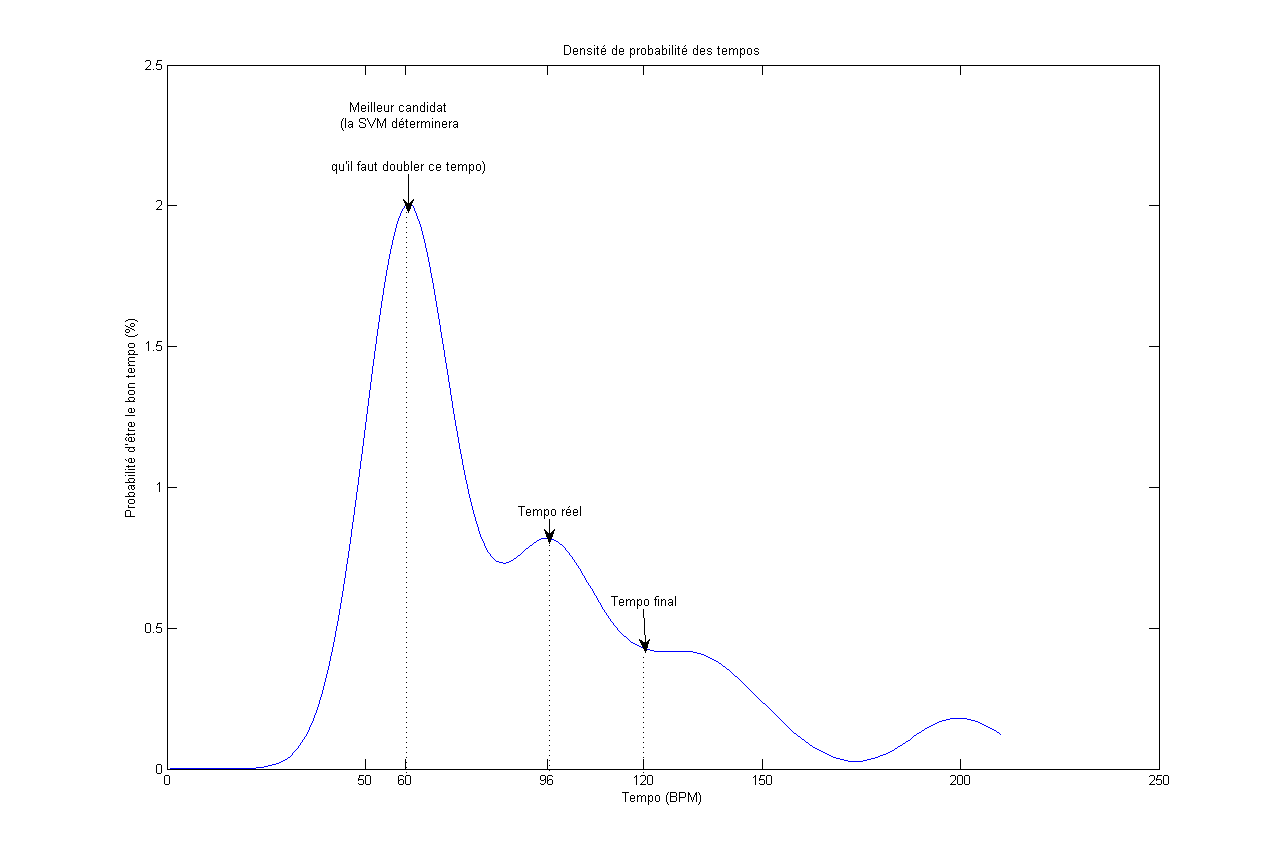 Densité de probabilité des tempos
2.5
Meilleur candidat
(la SVM déterminera
qu'il faut doubler ce tempo)
2
1.5
Probabilité d'être le bon tempo (%)
1
Tempo réel
Tempo final
0.5
0
0 50 60 96 120 150 200 250
Tempo (BPM)